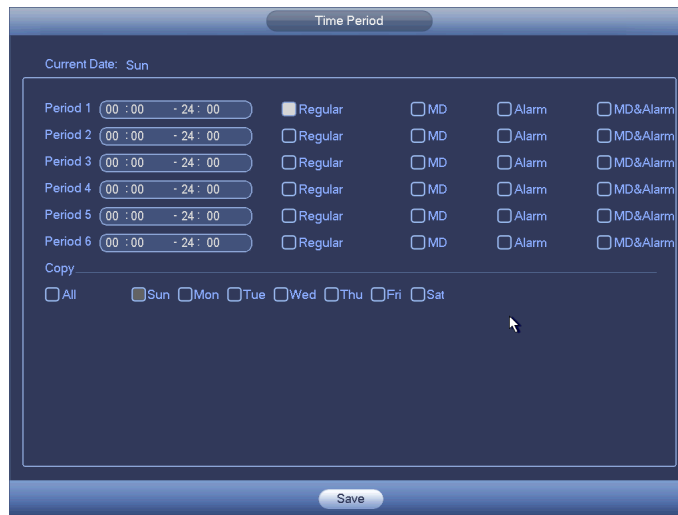 Time Period
Current Date: Sun
Period 1 00 :00 - 24 : 00 Regular MD Alarm MD&Alarm
Period 2 00 :00 - 24 : 00 Regular MD Alarm MD&Alarm
Period 3 00 :00 - 24 : 00 Regular MD Alarm MD&Alarm
Period 4 00 :00 - 24 : 00 Regular MD Alarm MD&Alarm
Period 5 00 :00 - 24 : 00 Regular MD Alarm MD&Alarm
Period 6 00 :00 - 24 : 00 Regular MD Alarm MD&Alarm
Copy
All Sun Mon Tue Wed Thu Fri Sat
Save